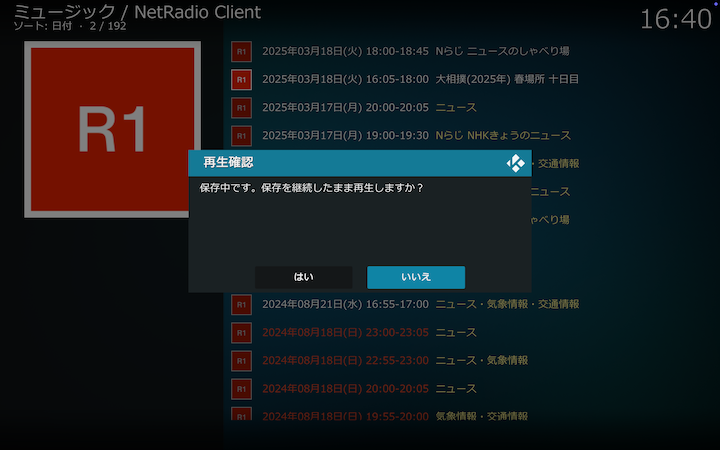 ミュージック / NetRadio Client
ソート: 日付 ・ 2 / 192
16:40
R1
R1 2025年03月18日(火) 18:00-18:45 Nらじ ニュースのしゃべり場
R1 2025年03月18日(火) 16:05-18:00 大相撲(2025年) 春場所 十日目
R1 2025年03月17日(月) 20:00-20:05 ニュース
R1 2025年03月17日(月) 19:00-19:30 Nらじ NHKきょうのニュース
・交通情報
ニュース
ゃべり場
再生確認
保存中です。保存を継続したまま再生しますか？
はい
いいえ
R1 2024年08月21日(水) 16:55-17:00 ニュース・気象情報・交通情報
R1 2024年08月18日(日) 23:00-23:05 ニュース
R1 2024年08月18日(日) 22:55-23:00 ニュース・気象情報
R1 2024年08月18日(日) 20:00-20:05 ニュース
R1 2024年08月18日(日) 19:55-20:00 気象情報・交通情報